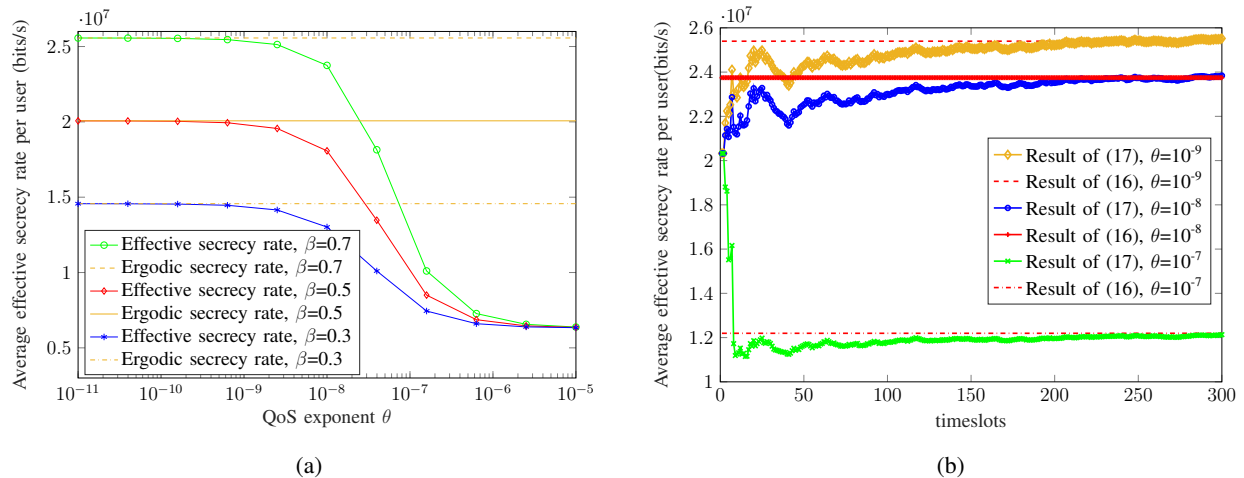 ·10⁷
Average effective secrecy rate per user (bits/s)
2.5
2
1.5
1
0.5
Effective secrecy rate, β=0.7
Ergodic secrecy rate, β=0.7
Effective secrecy rate, β=0.5
Ergodic secrecy rate, β=0.5
Effective secrecy rate, β=0.3
Ergodic secrecy rate, β=0.3
10⁻¹¹ 10⁻¹⁰ 10⁻⁹ 10⁻⁸ 10⁻⁷ 10⁻⁶ 10⁻⁵
QoS exponent θ
(a)
·10⁷
Average effective secrecy rate per user(bits/s)
2.6
2.4
2.2
2
1.8
1.6
1.4
1.2
1
Result of (17), θ=10⁻⁹
Result of (16), θ=10⁻⁹
Result of (17), θ=10⁻⁸
Result of (16), θ=10⁻⁸
Result of (17), θ=10⁻⁷
Result of (16), θ=10⁻⁷
0 50 100 150 200 250 300
timeslots
(b)